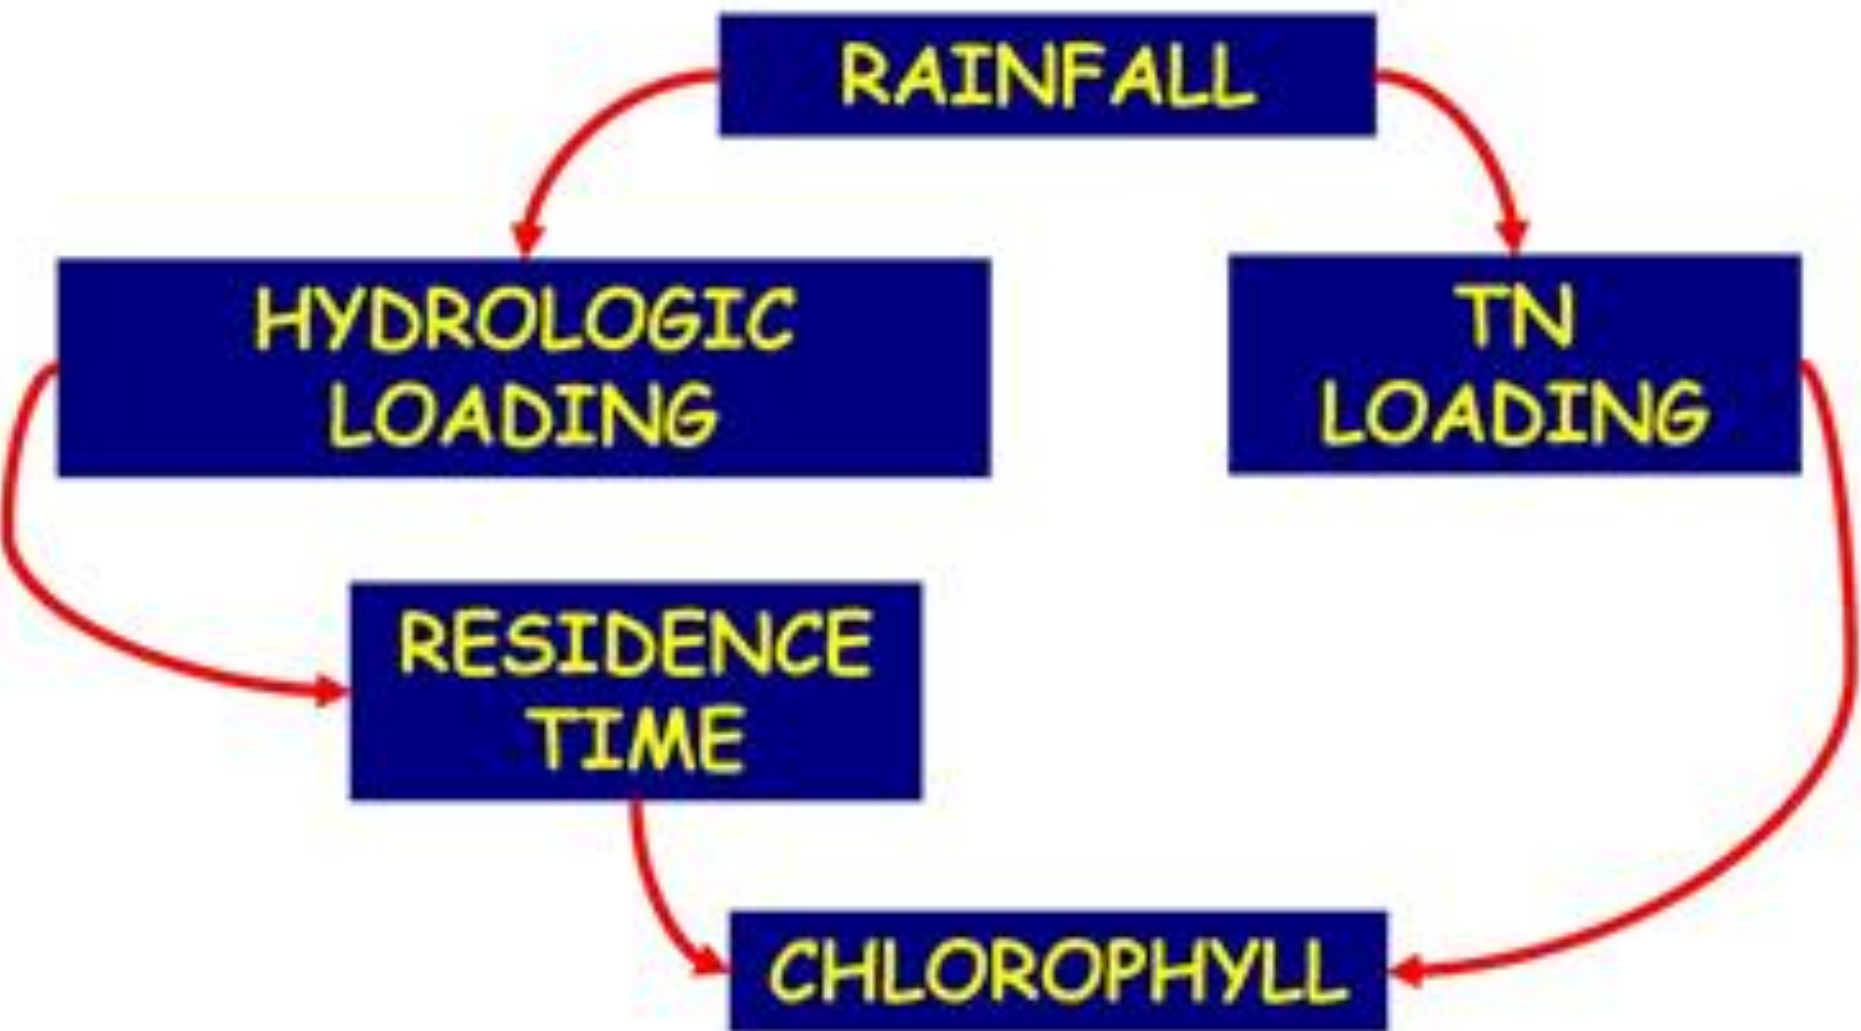 RAINFALL
HYDROLOGIC
LOADING
TN
LOADING
RESIDENCE
TIME
CHLOROPHYLL